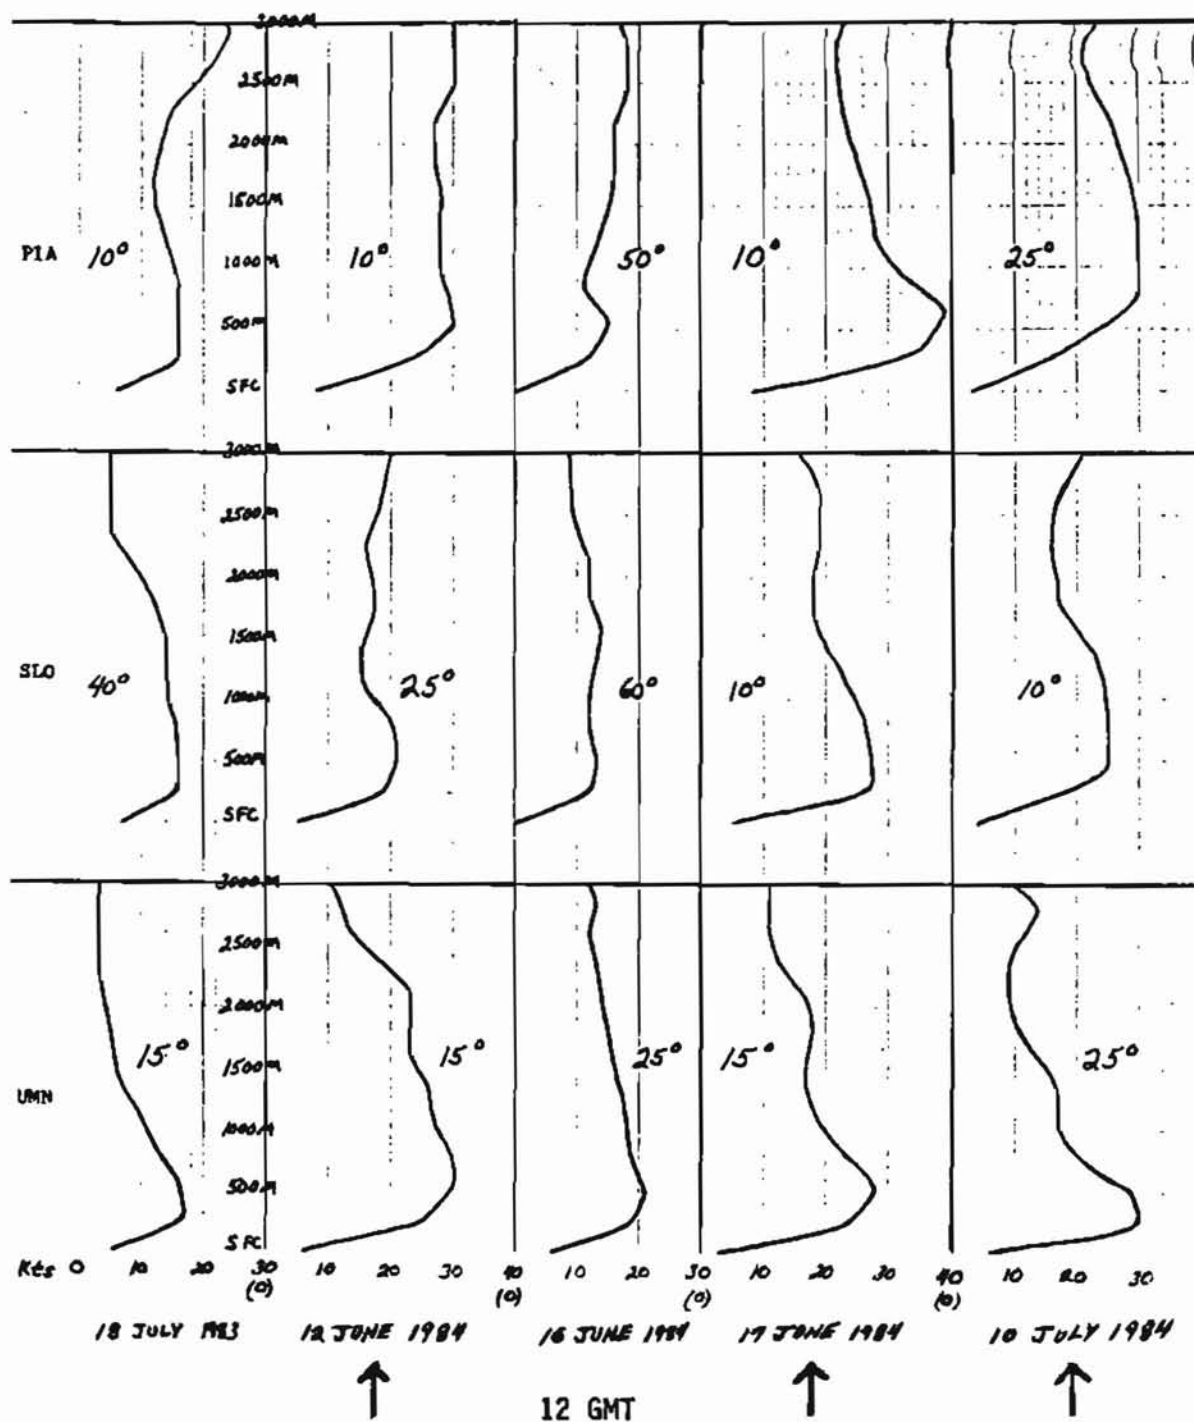 3000M
2500M
2000M
1500M
PIA 10° 1000M 10° 50° 10° 25°
500M
SFC
3000M
2500M
2000M
1500M
SLO 40° 1000M 25° 60° 10° 10°
500M
SFC
3000M
2500M
2000M
15° 1500M 15° 25° 15° 25°
UMN
1000M
500M
SFC
Kts 0 10 20 30 10 20 30 40 10 20 30 10 20 30 40 10 20 30
(0) (0) (0) (0)
18 JULY 1983 12 JUNE 1984 16 JUNE 1984 17 JUNE 1984 10 JULY 1984
12 GMT